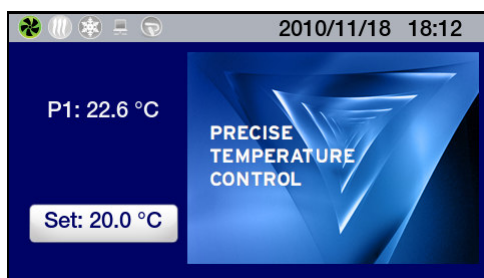 2010/11/18 18:12
P1: 22.6 °C
PRECISE
TEMPERATURE
CONTROL
Set: 20.0 °C